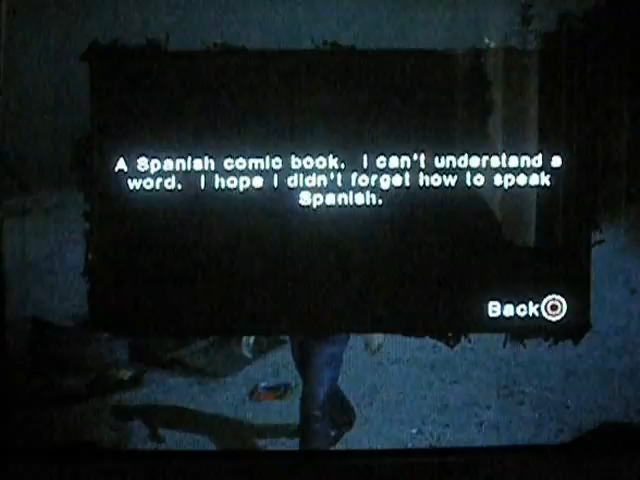 A Spanish comic book.  I can't understand a
word.  I hope I didn't forget how to speak
Spanish.
Back